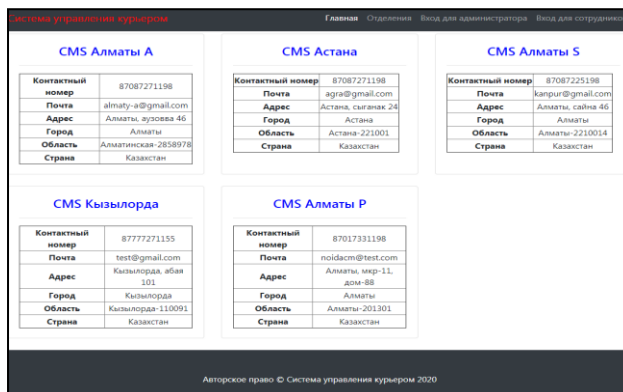 Система управления курьером
Главная Отделения Вход для администратора Вход для сотрудников
CMS Алматы A
Контактный номер 87087271198
Почта almaty-a@gmail.com
Адрес Алматы, ауэовва 46
Город Алматы
Область Алматинская-2858978
Страна Казахстан
CMS Астана
Контактный номер 87087271198
Почта agra@gmail.com
Адрес Астана, сыганак 24
Город Астана
Область Астана-221001
Страна Казахстан
CMS Алматы S
Контактный номер 87087225198
Почта kanpur@gmail.com
Адрес Алматы, сайна 46
Город Алматы
Область Алматы-2210014
Страна Казахстан
CMS Кызылорда
Контактный номер 87777271155
Почта test@gmail.com
Адрес Кызылорда, абая 101
Город Кызылорда
Область Кызылорда-110091
Страна Казахстан
CMS Алматы P
Контактный номер 87017331198
Почта noidacm@test.com
Адрес Алматы, мкр-11, дом-88
Город Алматы
Область Алматы-201301
Страна Казахстан
Авторское право © Система управления курьером 2020